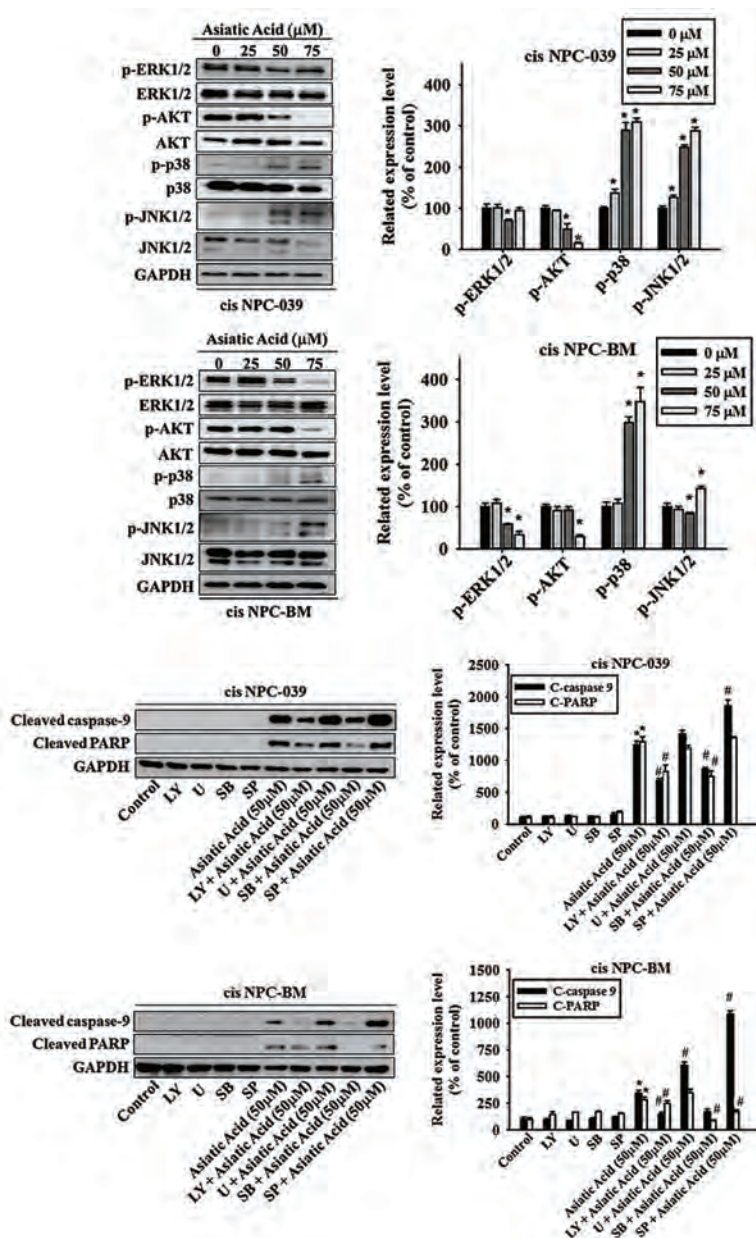 Asiatic Acid (μM)
0 25 50 75
p-ERK1/2
ERK1/2
p-AKT
AKT
p-p38
p38
p-JNK1/2
JNK1/2
GAPDH
cis NPC-039
cis NPC-039
0 μM
25 μM
50 μM
75 μM
Related expression level
(% of control)
400
300
200
100
0
* * * * * * * * *
p-ERK1/2
p-AKT
p-p38
p-JNK1/2
Asiatic Acid (μM)
0 25 50 75
p-ERK1/2
ERK1/2
p-AKT
AKT
p-p38
p38
p-JNK1/2
JNK1/2
GAPDH
cis NPC-BM
cis NPC-BM
0 μM
25 μM
50 μM
75 μM
Related expression level
(% of control)
400
300
200
100
0
* * * * * * *
p-ERK1/2
p-AKT
p-p38
p-JNK1/2
cis NPC-039
Cleaved caspase-9
Cleaved PARP
GAPDH
Control
LY
U
SB
SP
Asiatic Acid (50μM)
LY + Asiatic Acid (50μM)
U + Asiatic Acid (50μM)
SB + Asiatic Acid (50μM)
SP + Asiatic Acid (50μM)
cis NPC-039
C-caspase 9
C-PARP
Related expression level
(% of control)
2500
2000
1500
1000
500
0
* * # # # # #
Control
LY
U
SB
SP
Asiatic Acid (50μM)
LY + Asiatic Acid (50μM)
U + Asiatic Acid (50μM)
SB + Asiatic Acid (50μM)
SP + Asiatic Acid (50μM)
cis NPC-BM
Cleaved caspase-9
Cleaved PARP
GAPDH
Control
LY
U
SB
SP
Asiatic Acid (50μM)
LY + Asiatic Acid (50μM)
U + Asiatic Acid (50μM)
SB + Asiatic Acid (50μM)
SP + Asiatic Acid (50μM)
cis NPC-BM
C-caspase 9
C-PARP
Related expression level
(% of control)
1500
1250
1000
750
500
250
0
* * # # # # # #
Control
LY
U
SB
SP
Asiatic Acid (50μM)
LY + Asiatic Acid (50μM)
U + Asiatic Acid (50μM)
SB + Asiatic Acid (50μM)
SP + Asiatic Acid (50μM)